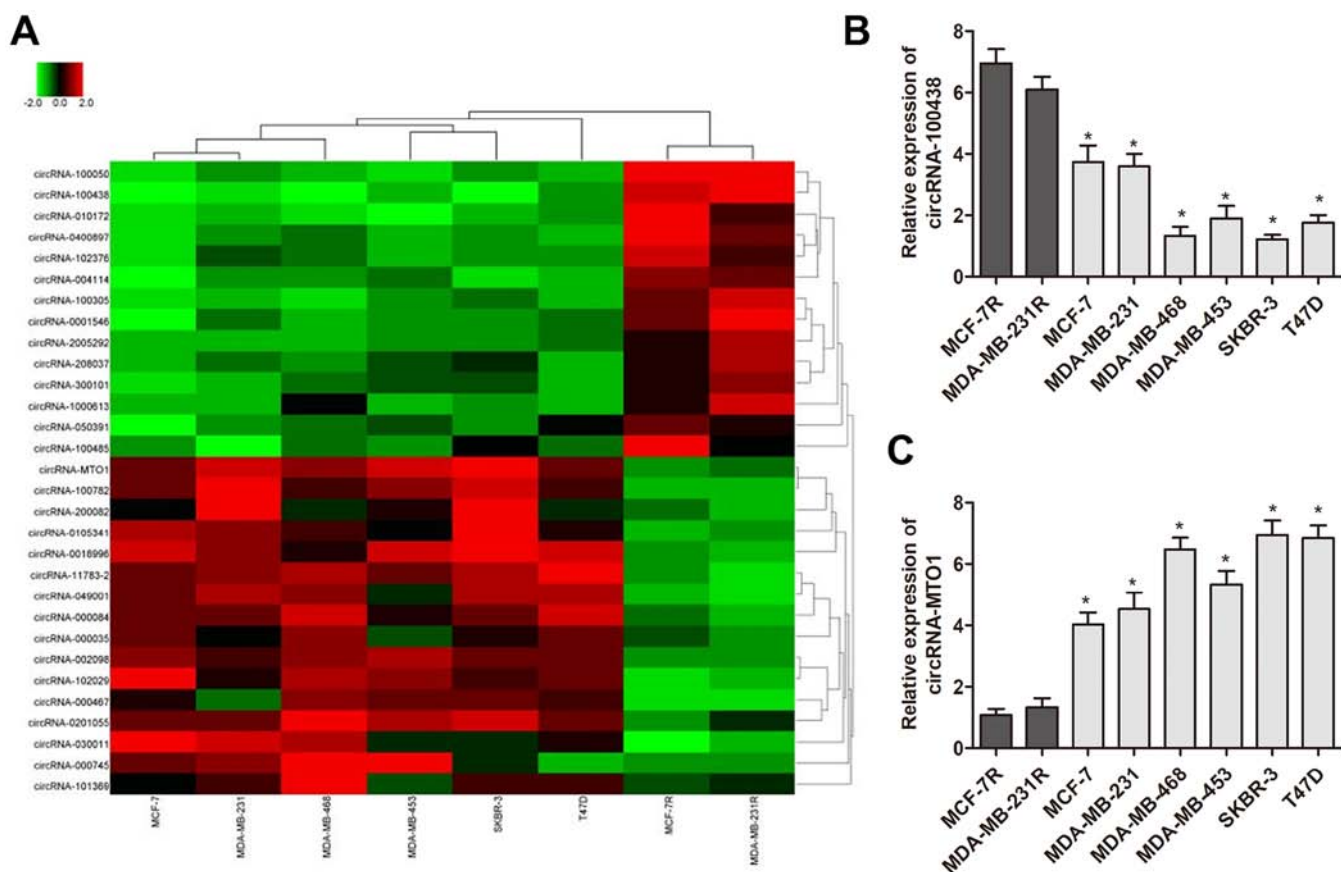 A
-2.0 0.0 2.0
circRNA-100050
circRNA-100438
circRNA-010172
circRNA-0400897
circRNA-102376
circRNA-004114
circRNA-100305
circRNA-0001546
circRNA-2005292
circRNA-208037
circRNA-300101
circRNA-1000613
circRNA-050391
circRNA-100485
circRNA-MTO1
circRNA-100782
circRNA-200082
circRNA-0105341
circRNA-0018996
circRNA-11783-2
circRNA-049001
circRNA-000084
circRNA-000035
circRNA-002098
circRNA-102029
circRNA-000467
circRNA-0201055
circRNA-030011
circRNA-000745
circRNA-101369
MCF-7
MDA-MB-231
MDA-MB-468
MDA-MB-453
SKBR-3
T47D
MCF-7R
MDA-MB-231R
B
Relative expression of
circRNA-100438
8
6
4
2
0
* * * * * *
MCF-7R
MDA-MB-231R
MCF-7
MDA-MB-231
MDA-MB-468
MDA-MB-453
SKBR-3
T47D
C
Relative expression of
circRNA-MTO1
8
6
4
2
0
* * * * * *
MCF-7R
MDA-MB-231R
MCF-7
MDA-MB-231
MDA-MB-468
MDA-MB-453
SKBR-3
T47D